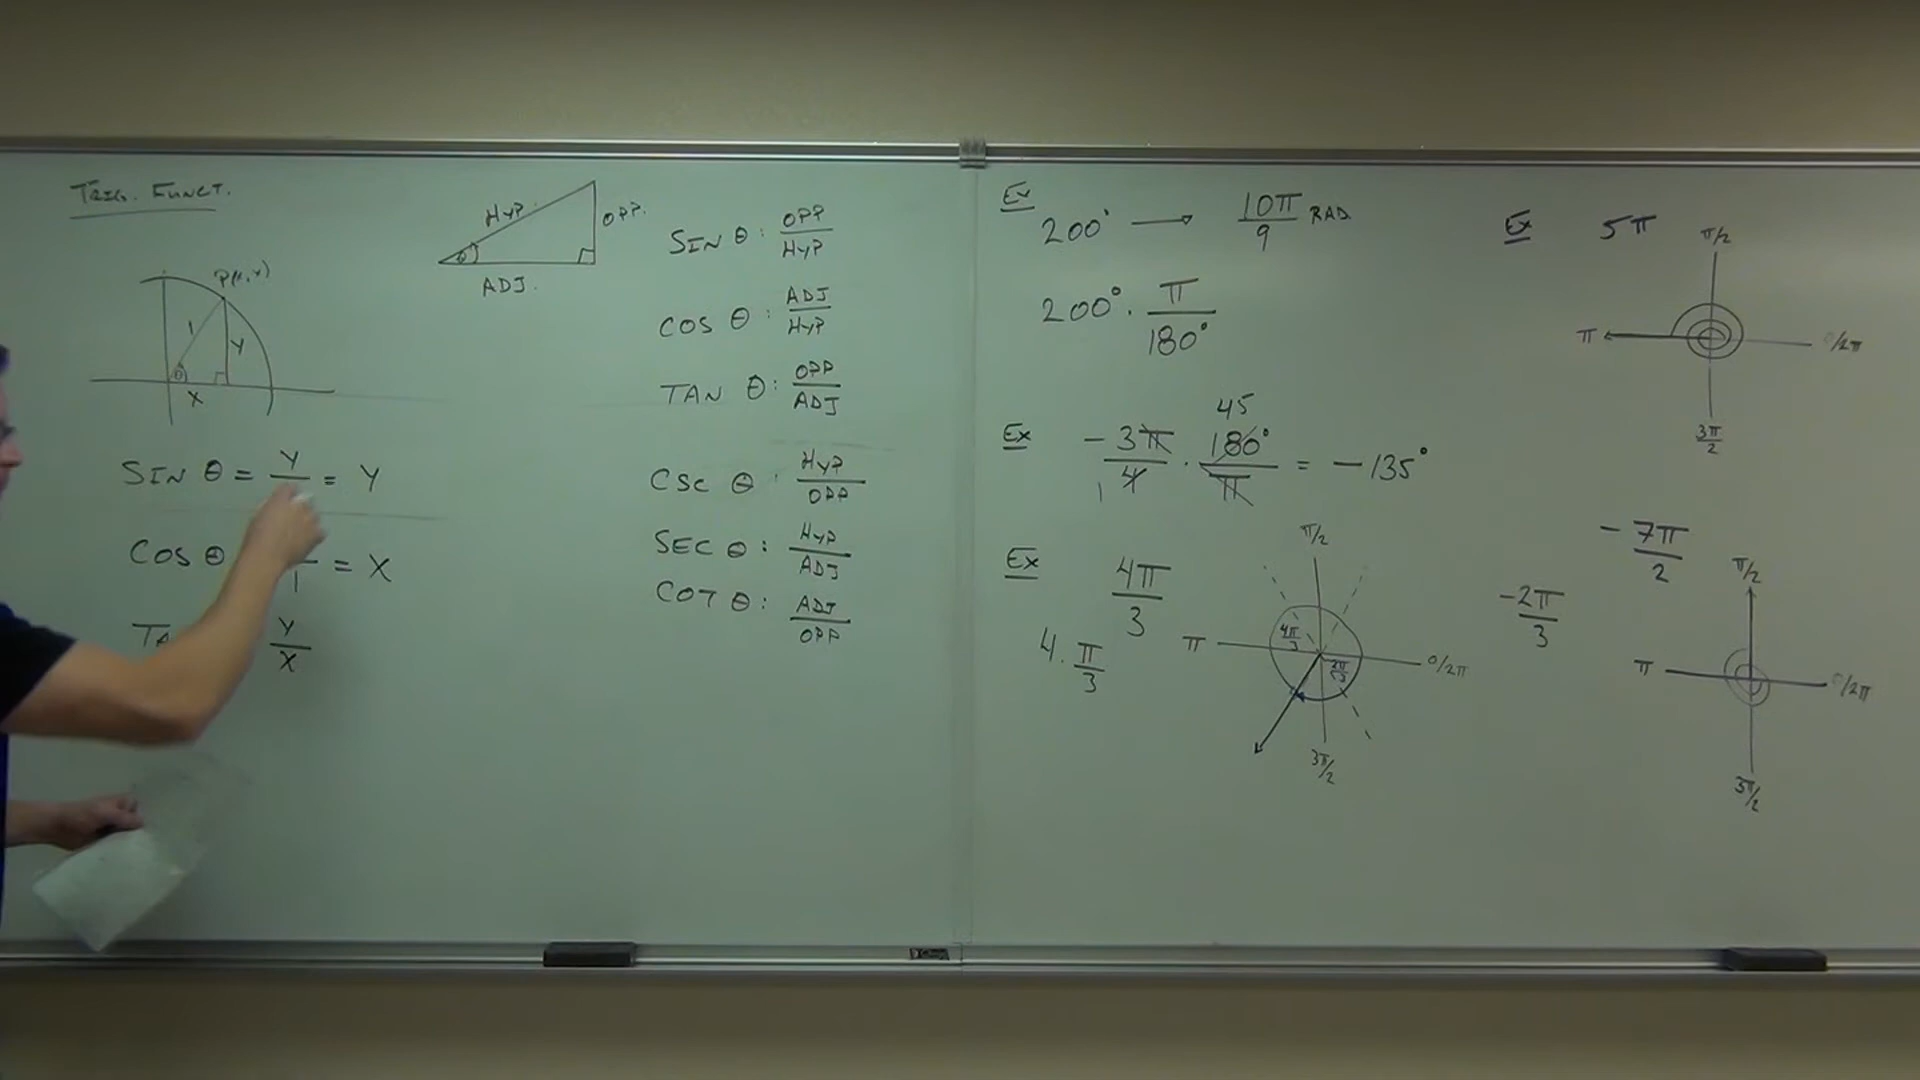 TRIG. FUNCT.
HYP.
OPP.
θ
ADJ.
P(x,y)
1
Y
θ
X
SIN θ = Y/ = Y
COS θ /1 = X
TA Y/X
SIN θ : OPP/HYP
COS θ : ADJ/HYP
TAN θ : OPP/ADJ
CSC θ : HYP/OPP
SEC θ : HYP/ADJ
COT θ : ADJ/OPP
Ex
200° → 10π/9 RAD
200° · π/180°
Ex
45
-3π/4 · 180°/π = -135°
1
Ex
4π/3
4 · π/3
π/2
π
4π/3
2π/3
0/2π
3π/2
Ex
5π
π/2
π
0/2π
3π/2
-7π/2
-2π/3
π/2
π
0/2π
3π/2